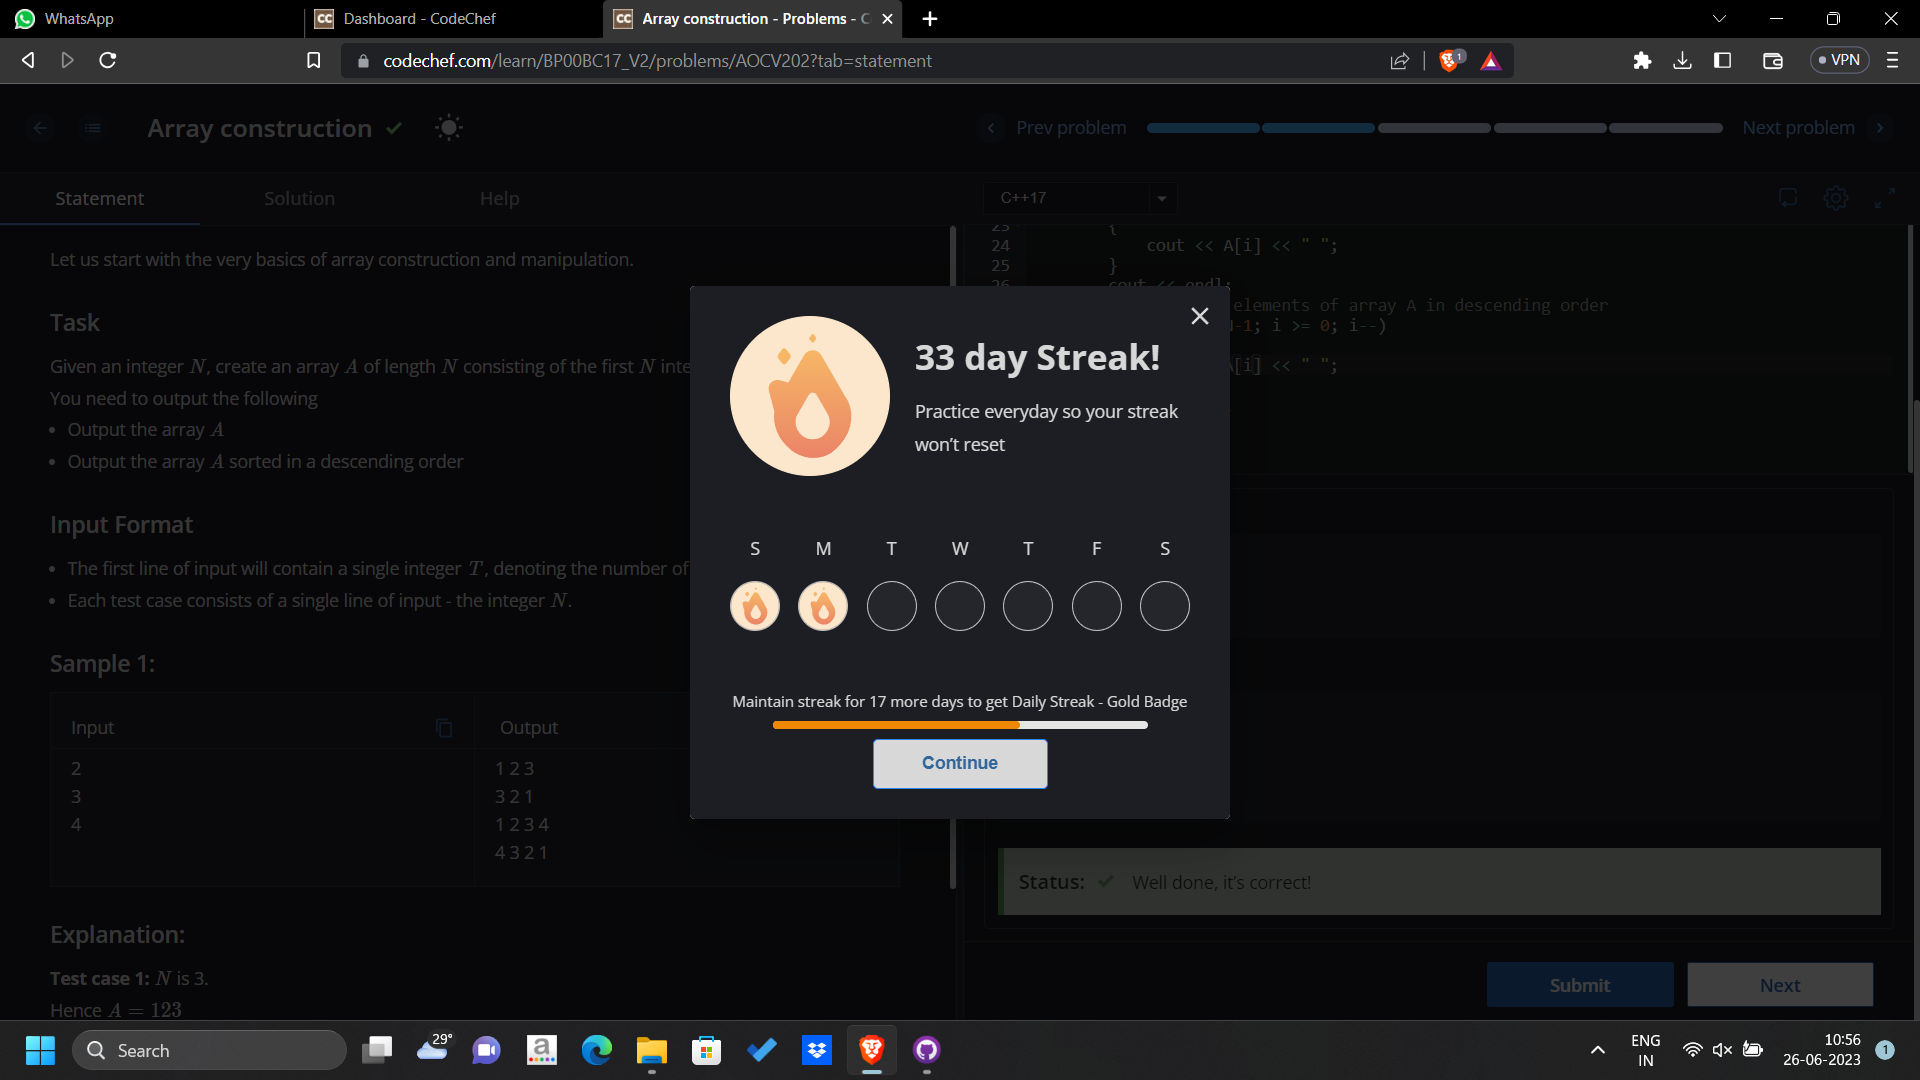 WhatsApp
Dashboard - CodeChef
Array construction - Problems - C
codechef.com/learn/BP00BC17_V2/problems/AOCV202?tab=statement
1
VPN
Array construction
Prev problem
Next problem
Statement
Solution
Help
C++17
Let us start with the very basics of array construction and manipulation.
Task
Given an integer N, create an array A of length N consisting of the first N inte
You need to output the following
• Output the array A
• Output the array A sorted in a descending order
Input Format
• The first line of input will contain a single integer T, denoting the number of
• Each test case consists of a single line of input - the integer N.
Sample 1:
Input
Output
2
3
4
1 2 3
3 2 1
1 2 3 4
4 3 2 1
Explanation:
Test case 1: N is 3.
Hence A = 123
23 {
24 cout << A[i] << " ";
25 }
26 cout << endl;
elements of array A in descending order
-1; i >= 0; i--)
[i] << " ";
33 day Streak!
Practice everyday so your streak
won't reset
S M T W T F S
Maintain streak for 17 more days to get Daily Streak - Gold Badge
Continue
Status: Well done, it's correct!
Submit
Next
Search
29°
a
ENG
IN
10:56
26-06-2023
1